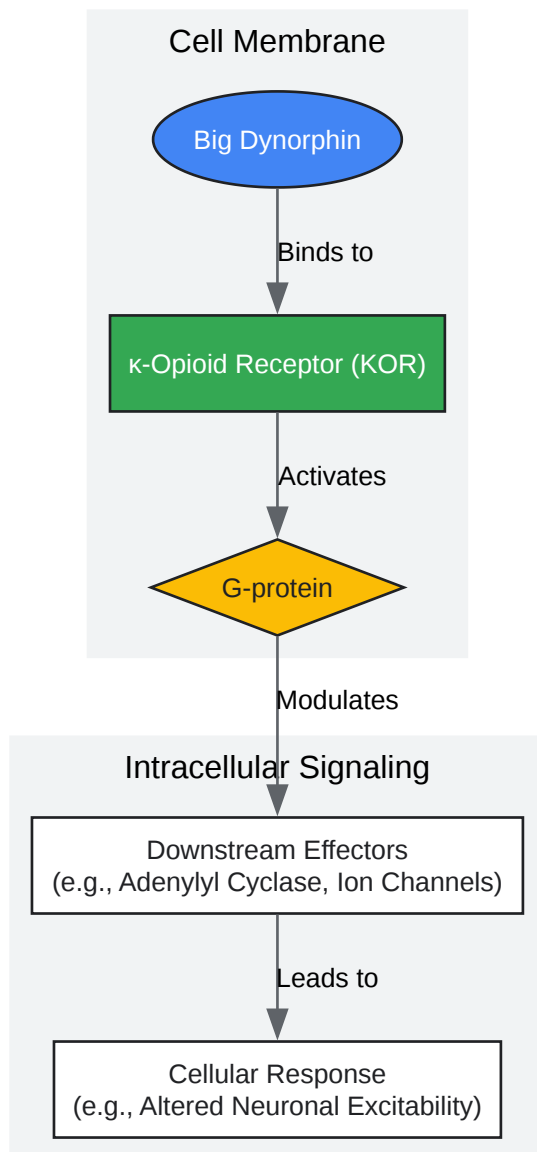 Cell Membrane
Big Dynorphin
Binds to
κ-Opioid Receptor (KOR)
Activates
G-protein
Modulates
Intracellular Signaling
Downstream Effectors
(e.g., Adenylyl Cyclase, Ion Channels)
Leads to
Cellular Response
(e.g., Altered Neuronal Excitability)